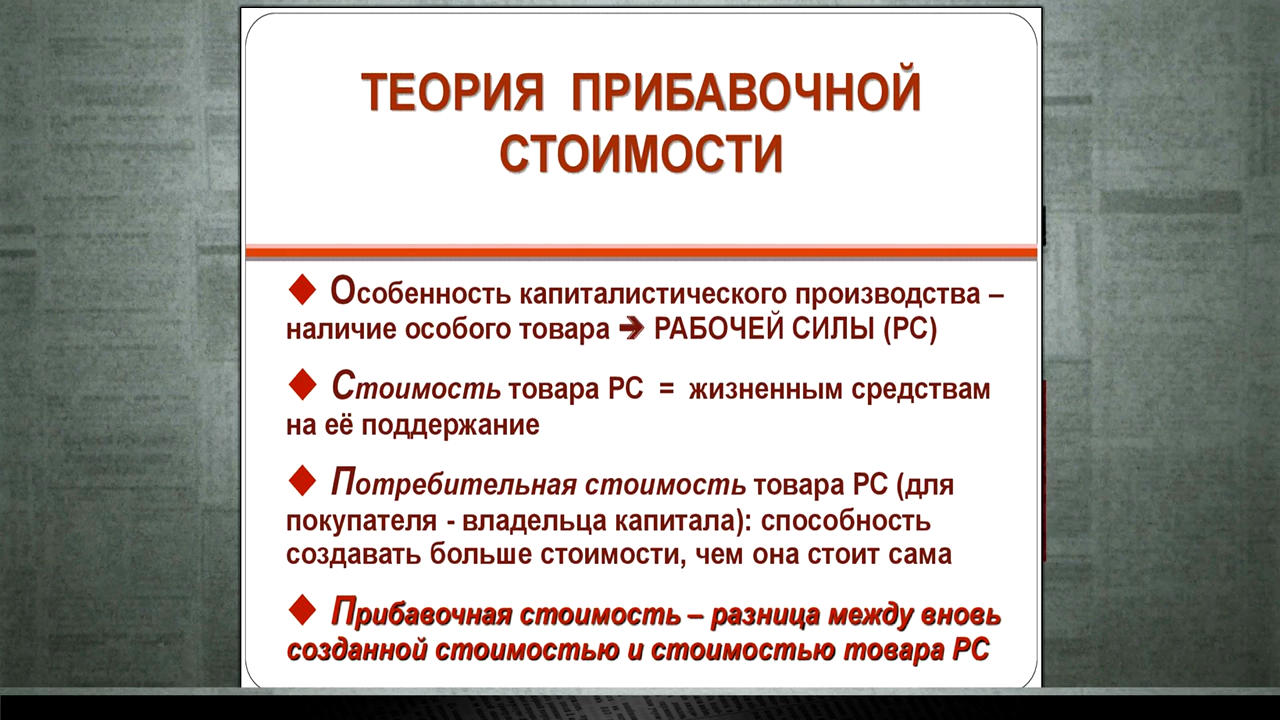 ТЕОРИЯ ПРИБАВОЧНОЙ
СТОИМОСТИ
♦ Особенность капиталистического производства –
наличие особого товара 🡺 РАБОЧЕЙ СИЛЫ (РС)
♦ Стоимость товара РС = жизненным средствам
на её поддержание
♦ Потребительная стоимость товара РС (для
покупателя - владельца капитала): способность
создавать больше стоимости, чем она стоит сама
♦ Прибавочная стоимость – разница между вновь
созданной стоимостью и стоимостью товара РС